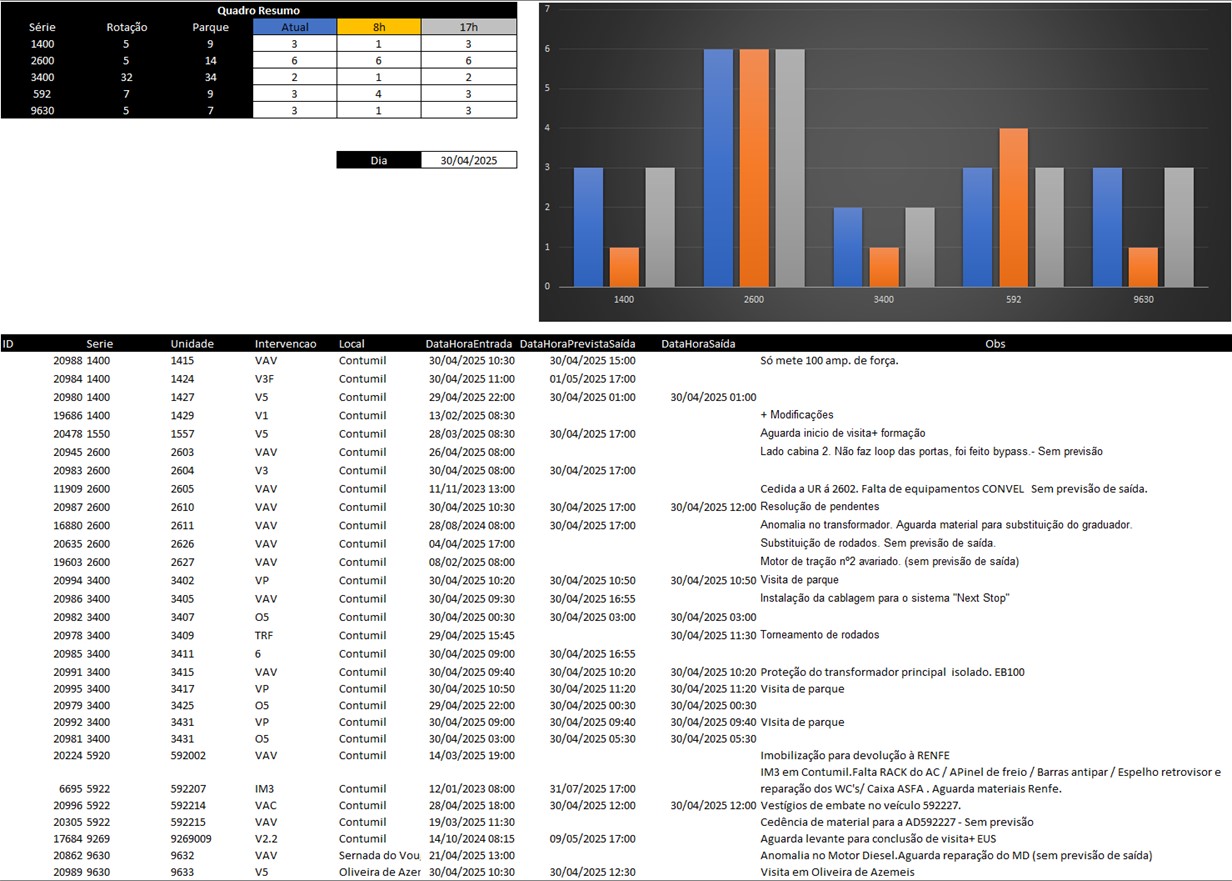 Quadro Resumo
Série Rotação Parque Atual 8h 17h
1400 5 9 3 1 3
2600 5 14 6 6 6
3400 32 34 2 1 2
592 7 9 3 4 3
9630 5 7 3 1 3
Dia 30/04/2025
7
6
5
4
3
2
1
0
1400 2600 3400 592 9630
ID Serie Unidade Intervencao Local DataHoraEntrada DataHoraPrevistaSaída DataHoraSaída Obs
20988 1400 1415 VAV Contumil 30/04/2025 10:30 30/04/2025 15:00 Só mete 100 amp. de força.
20984 1400 1424 V3F Contumil 30/04/2025 11:00 01/05/2025 17:00
20980 1400 1427 V5 Contumil 29/04/2025 22:00 30/04/2025 01:00 30/04/2025 01:00
19686 1400 1429 V1 Contumil 13/02/2025 08:30 + Modificações
20478 1550 1557 V5 Contumil 28/03/2025 08:30 30/04/2025 17:00 Aguarda inicio de visita+ formação
20945 2600 2603 VAV Contumil 26/04/2025 08:00 Lado cabina 2. Não faz loop das portas, foi feito bypass.- Sem previsão
20983 2600 2604 V3 Contumil 30/04/2025 08:00 30/04/2025 17:00
11909 2600 2605 VAV Contumil 11/11/2023 13:00 Cedida a UR á 2602. Falta de equipamentos CONVEL Sem previsão de saída.
20987 2600 2610 VAV Contumil 30/04/2025 10:30 30/04/2025 17:00 30/04/2025 12:00 Resolução de pendentes
16880 2600 2611 VAV Contumil 28/08/2024 08:00 30/04/2025 17:00 Anomalia no transformador. Aguarda material para substituição do graduador.
20635 2600 2626 VAV Contumil 04/04/2025 17:00 Substituição de rodados. Sem previsão de saída.
19603 2600 2627 VAV Contumil 08/02/2025 08:00 Motor de tração nº2 avariado. (sem previsão de saída)
20994 3400 3402 VP Contumil 30/04/2025 10:20 30/04/2025 10:50 30/04/2025 10:50 Visita de parque
20986 3400 3405 VAV Contumil 30/04/2025 09:30 30/04/2025 16:55 Instalação da cablagem para o sistema "Next Stop"
20982 3400 3407 O5 Contumil 30/04/2025 00:30 30/04/2025 03:00 30/04/2025 03:00
20978 3400 3409 TRF Contumil 29/04/2025 15:45 30/04/2025 11:30 Torneamento de rodados
20985 3400 3411 6 Contumil 30/04/2025 09:00 30/04/2025 16:55
20991 3400 3415 VAV Contumil 30/04/2025 09:40 30/04/2025 10:20 30/04/2025 10:20 Proteção do transformador principal isolado. EB100
20995 3400 3417 VP Contumil 30/04/2025 10:50 30/04/2025 11:20 30/04/2025 11:20 Visita de parque
20979 3400 3425 O5 Contumil 29/04/2025 22:00 30/04/2025 00:30 30/04/2025 00:30
20992 3400 3431 VP Contumil 30/04/2025 09:00 30/04/2025 09:40 30/04/2025 09:40 VIsita de parque
20981 3400 3431 O5 Contumil 30/04/2025 03:00 30/04/2025 05:30 30/04/2025 05:30
20224 5920 592002 VAV Contumil 14/03/2025 19:00 Imobilização para devolução à RENFE
IM3 em Contumil.Falta RACK do AC / APinel de freio / Barras antipar / Espelho retrovisor e
6695 5922 592207 IM3 Contumil 12/01/2023 08:00 31/07/2025 17:00 reparação dos WC's/ Caixa ASFA . Aguarda materiais Renfe.
20996 5922 592214 VAC Contumil 28/04/2025 18:00 30/04/2025 12:00 30/04/2025 12:00 Vestígios de embate no veículo 592227.
20305 5922 592215 VAV Contumil 19/03/2025 11:30 Cedência de material para a AD592227 - Sem previsão
17684 9269 9269009 V2.2 Contumil 14/10/2024 08:15 09/05/2025 17:00 Aguarda levante para conclusão de visita+ EUS
20862 9630 9632 VAV Sernada do Vou 21/04/2025 13:00 Anomalia no Motor Diesel.Aguarda reparação do MD (sem previsão de saída)
20989 9630 9633 V5 Oliveira de Azer 30/04/2025 10:30 30/04/2025 12:30 Visita em Oliveira de Azemeis